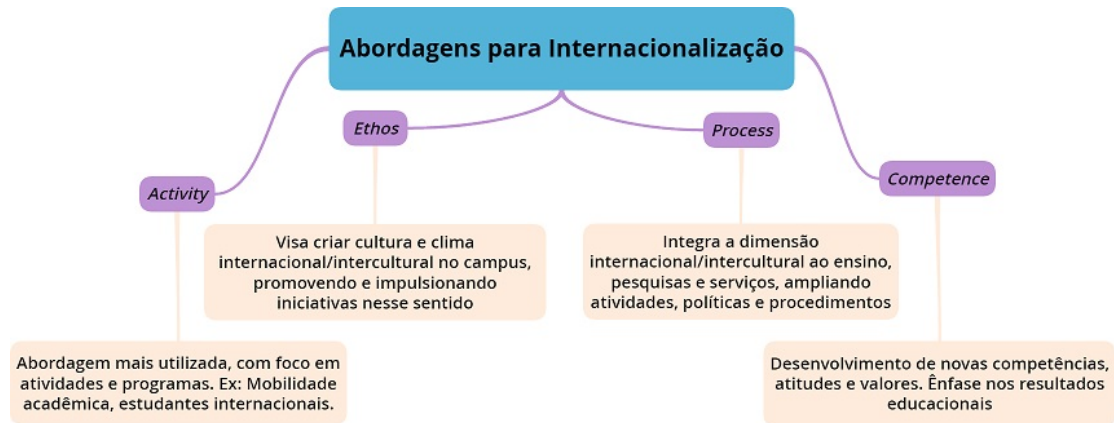 Abordagens para Internacionalização
Ethos
Process
Activity
Competence
Visa criar cultura e clima
internacional/intercultural no campus,
promovendo e impulsionando
iniciativas nesse sentido
Integra a dimensão
internacional/intercultural ao ensino,
pesquisas e serviços, ampliando
atividades, políticas e procedimentos
Abordagem mais utilizada, com foco em
atividades e programas. Ex: Mobilidade
acadêmica, estudantes internacionais.
Desenvolvimento de novas competências,
atitudes e valores. Ênfase nos resultados
educacionais